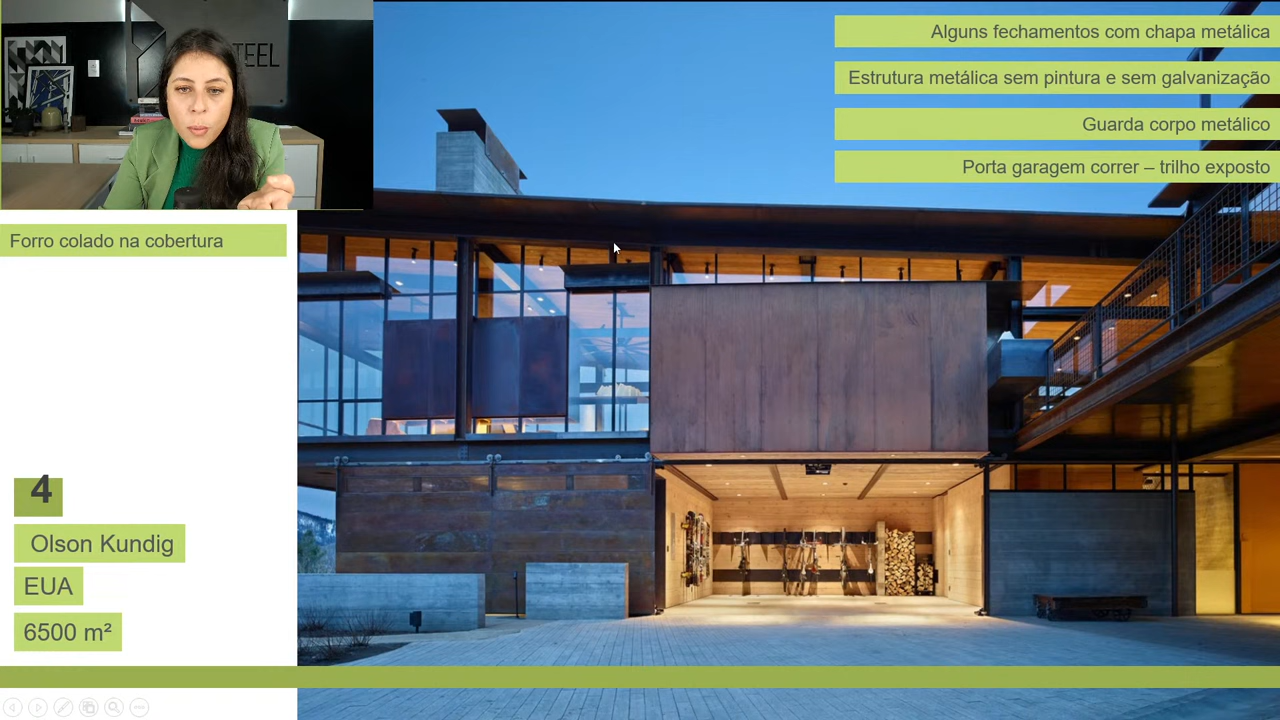 TEEL
Alguns fechamentos com chapa metálica
Estrutura metálica sem pintura e sem galvanização
Guarda corpo metálico
Porta garagem correr – trilho exposto
Forro colado na cobertura
4
Olson Kundig
EUA
6500 m²